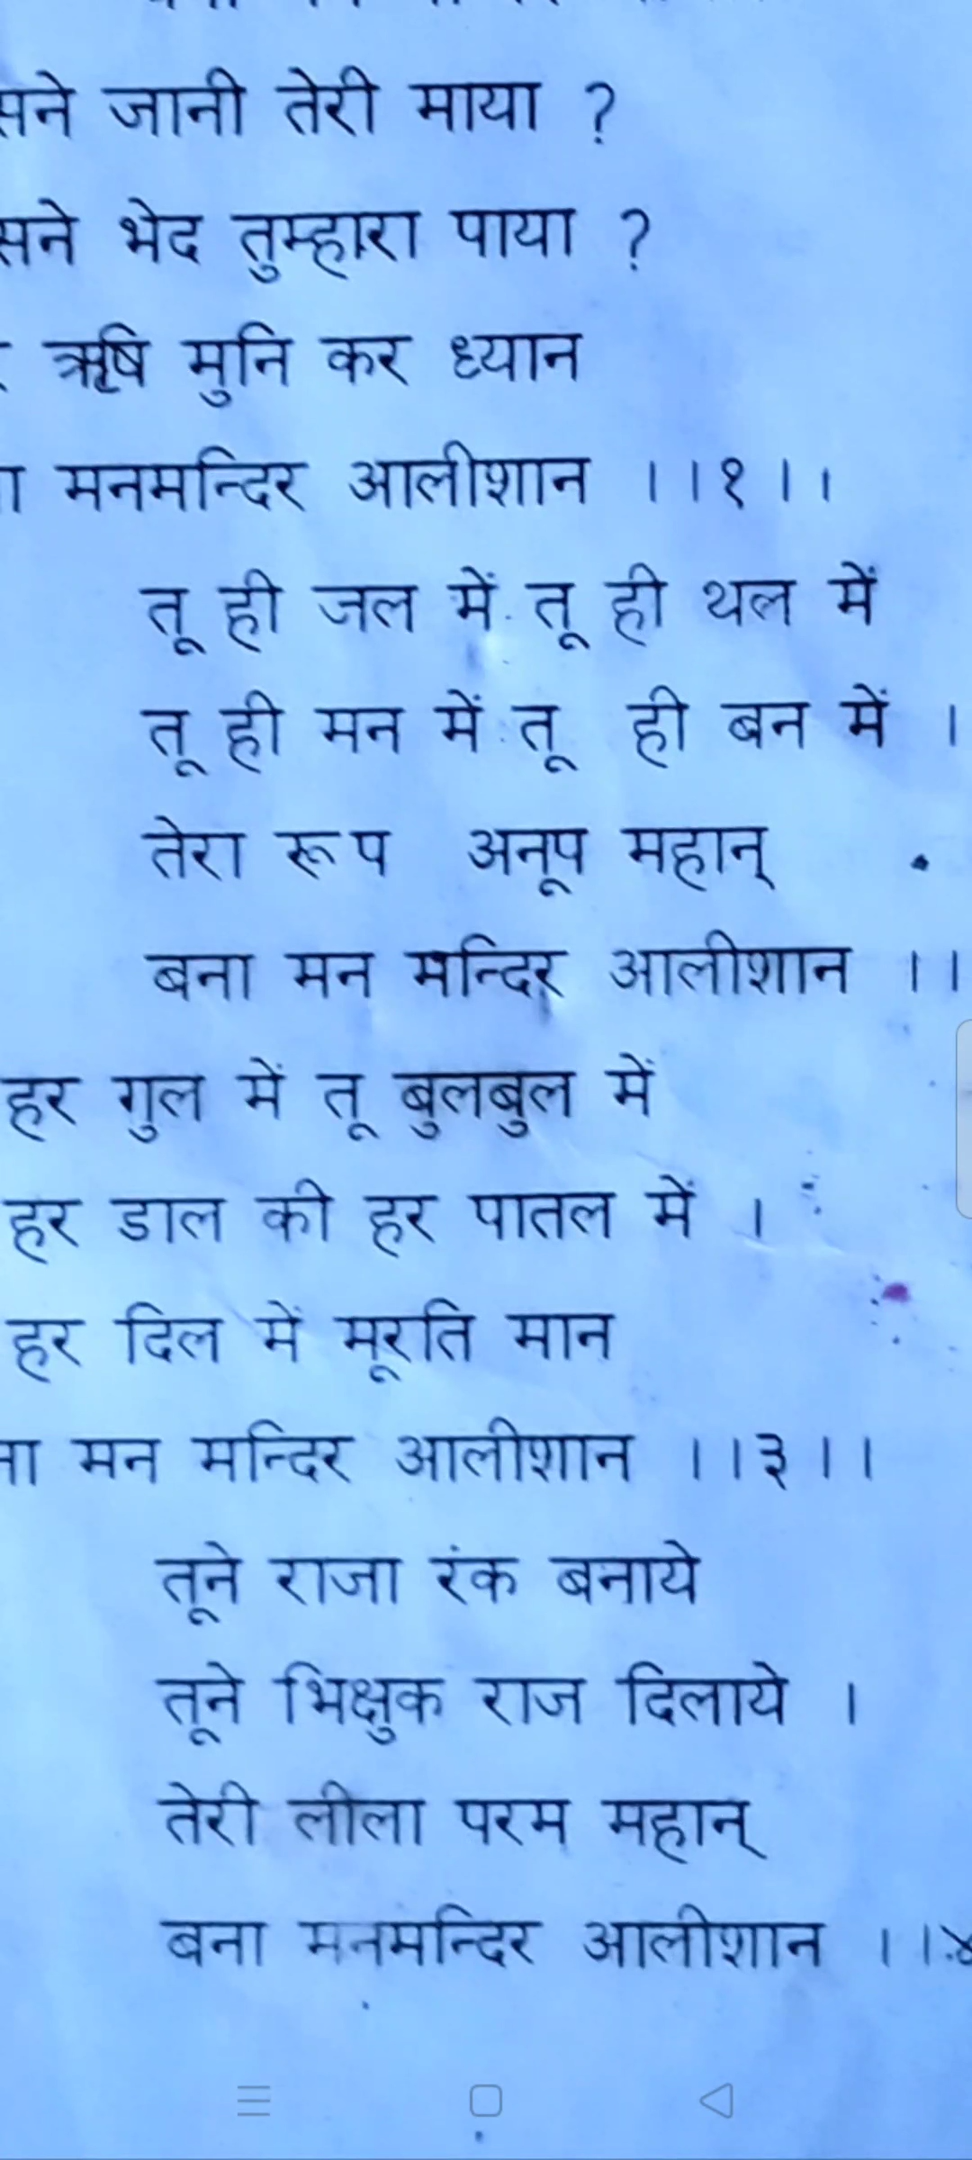 सने जानी तेरी माया ?
सने भेद तुम्हारा पाया ?
ऋषि मुनि कर ध्यान
ा मनमन्दिर आलीशान ।।१।।
तू ही जल में तू ही थल में
तू ही मन में तू ही बन में ।
तेरा रूप अनूप महान्
बना मन मन्दिर आलीशान ।।
हर गुल में तू बुलबुल में
हर डाल की हर पातल में ।
हर दिल में मूरति मान
ना मन मन्दिर आलीशान ।।३।।
तूने राजा रंक बनाये
तूने भिक्षुक राज दिलाये ।
तेरी लीला परम महान्
बना मनमन्दिर आलीशान ।।४